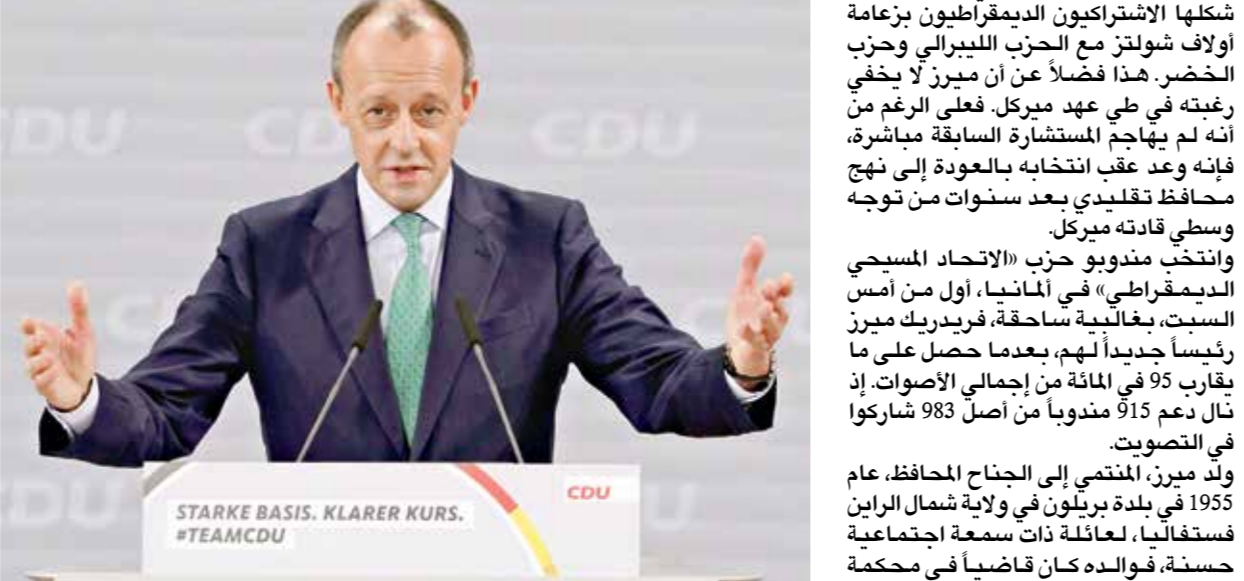 شكلها الاشتراكيون الديمقراطيون بزعامة
أولاف شولتز مع الحزب الليبرالي وحزب
الخضر. هذا فضلاً عن أن ميرز لا يخفي
رغبته في طي عهد ميركل. فعلى الرغم من
أنه لم يهاجم المستشارة السابقة مباشرة،
فإنه وعد عقب انتخابه بالعودة إلى نهج
محافظ تقليدي بعد سنوات من توجه
وسطي قادته ميركل.
وانتخب مندوبو حزب «الاتحاد المسيحي
الديمقراطي» في ألمانيا، أول من أمس
السبت، بغالبية ساحقة، فريدريك ميرز
رئيساً جديداً لهم، بعدما حصل على ما
يقارب 95 في المائة من إجمالي الأصوات. إذ
نال دعم 915 مندوباً من أصل 983 شاركوا
في التصويت.
ولد ميرز، المنتمي إلى الجناح المحافظ، عام
1955 في بلدة بريلون في ولاية شمال الراين
فستفاليا، لعائلة ذات سمعة اجتماعية
حسنة، فوالده كان قاضياً في محكمة
CDU
CDU
CDU
CDU
STARKE BASIS. KLARER KURS.
#TEAMCDU